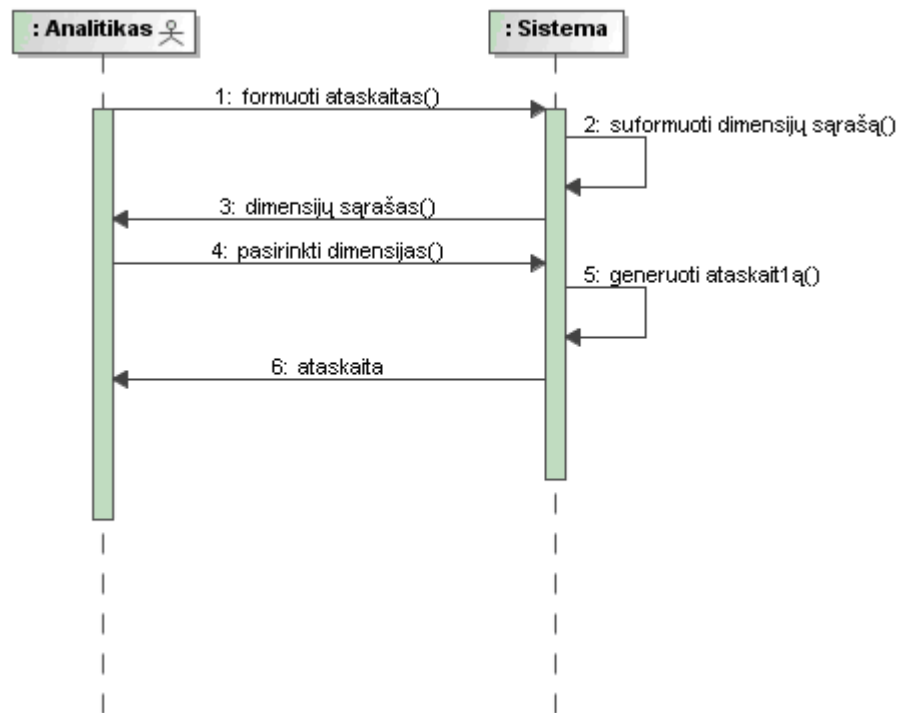 : Analitikas
: Sistema
1: formuoti ataskaitas()
2: suformuoti dimensijų sąrašą()
3: dimensijų sąrašas()
4: pasirinkti dimensijas()
5: generuoti ataskait1ą()
6: ataskaita